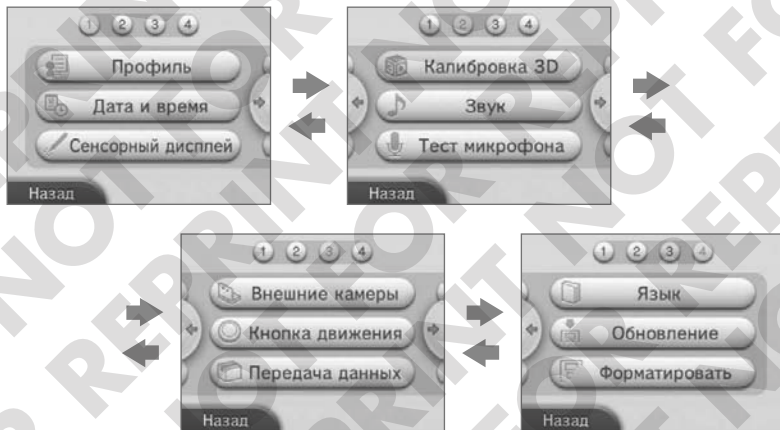 1 2 3 4
Профиль
Дата и время
Сенсорный дисплей
Назад
1 2 3 4
Калибровка 3D
Звук
Тест микрофона
Назад
1 2 3 4
Внешние камеры
Кнопка движения
Передача данных
Назад
1 2 3 4
Язык
Обновление
Форматировать
Назад